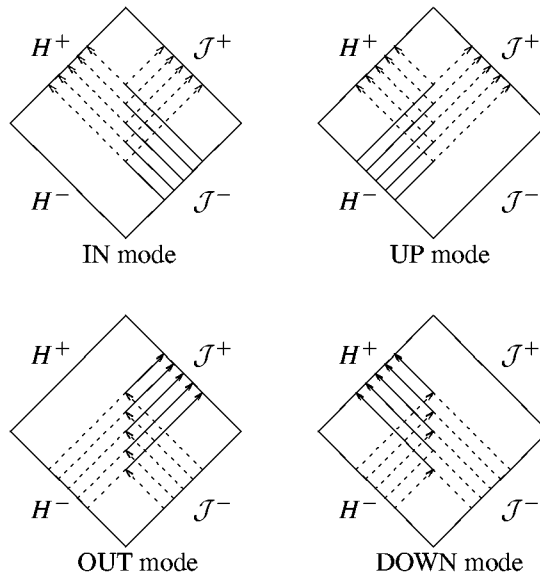 H⁺ 𝒥⁺ H⁺ 𝒥⁺
H⁻ 𝒥⁻ H⁻ 𝒥⁻
IN mode UP mode
H⁺ 𝒥⁺ H⁺ 𝒥⁺
H⁻ 𝒥⁻ H⁻ 𝒥⁻
OUT mode DOWN mode